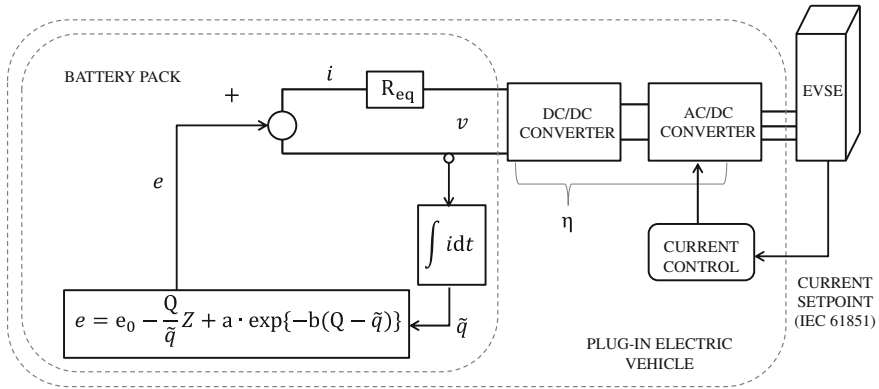 BATTERY PACK
i
+
R_eq
v
e
DC/DC
CONVERTER
AC/DC
CONVERTER
EVSE
η
∫ idt
CURRENT
CONTROL
CURRENT
SETPOINT
(IEC 61851)
e = e₀ − Q/q̃ Z + a · exp{−b(Q − q̃)}
q̃
PLUG-IN ELECTRIC
VEHICLE